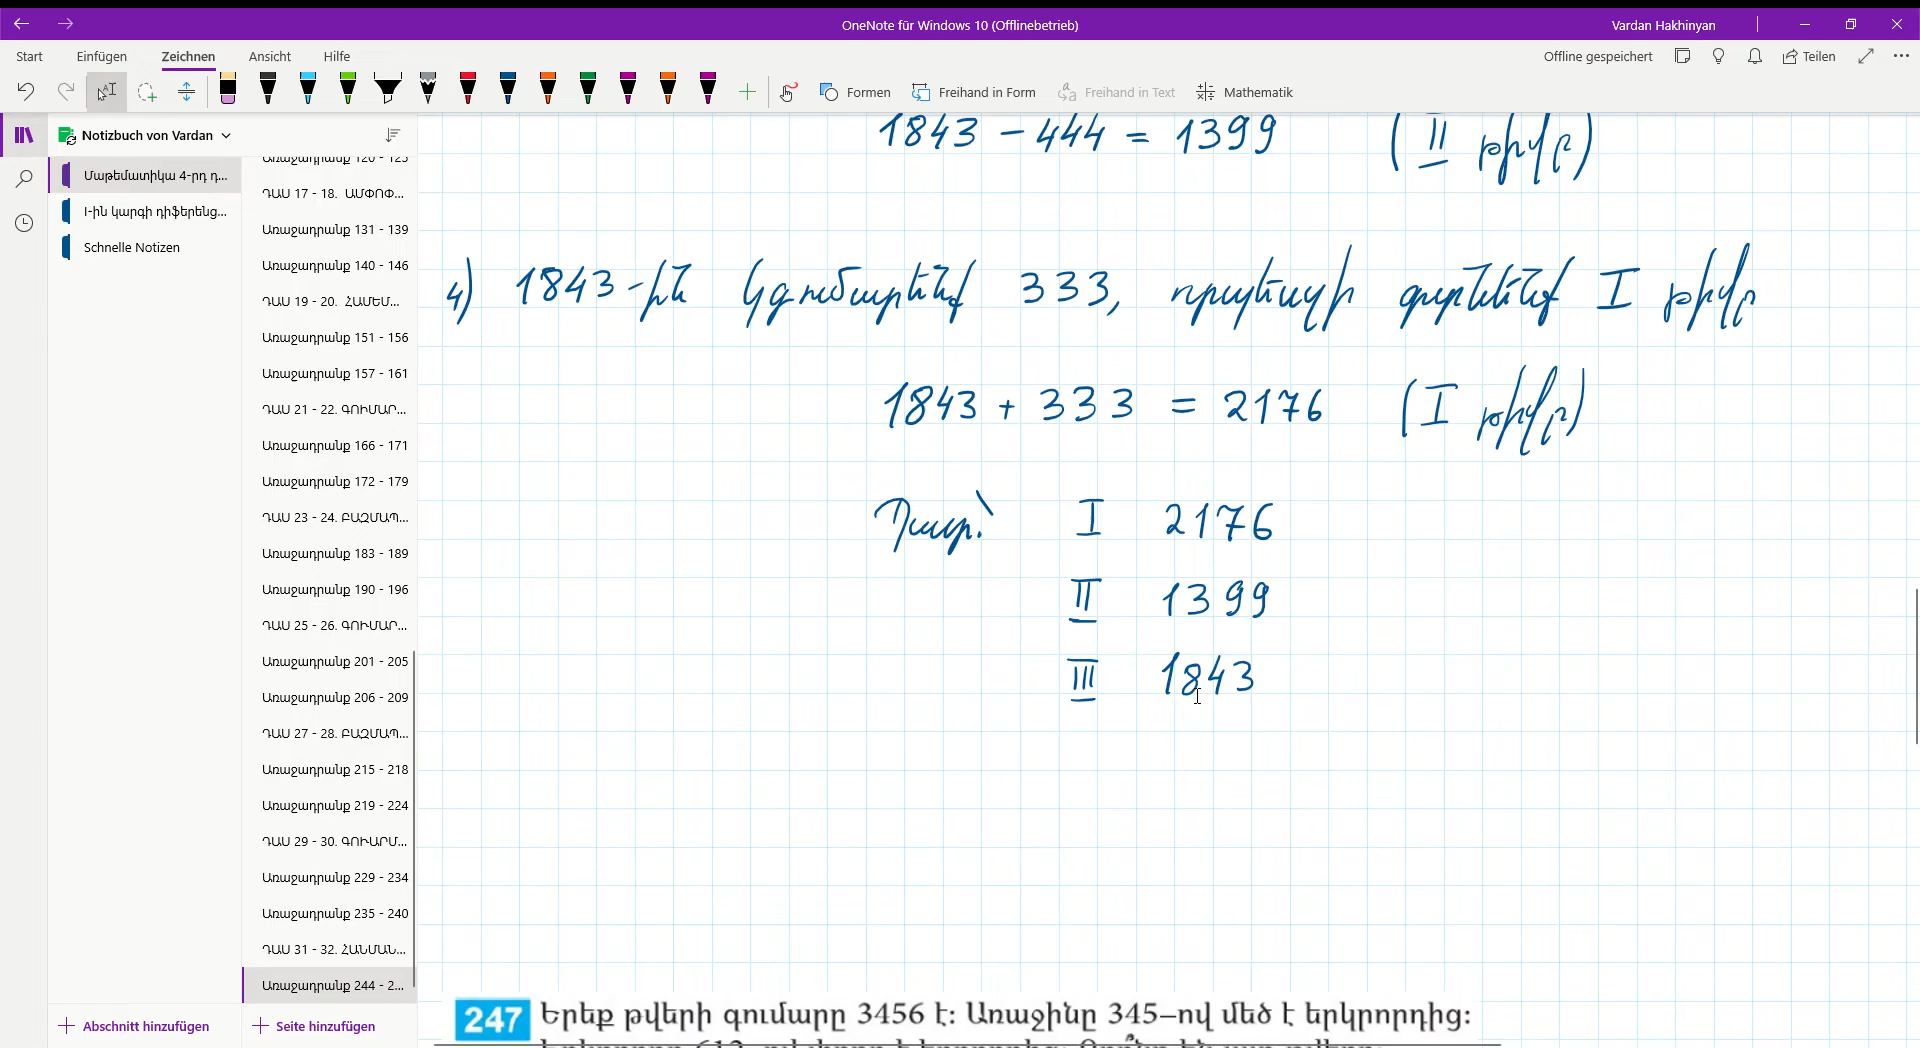 OneNote für Windows 10 (Offlinebetrieb)
Vardan Hakhinyan
Start Einfügen Zeichnen Ansicht Hilfe
Offline gespeichert
Teilen
Formen Freihand in Form Freihand in Text Mathematik
Notizbuch von Vardan
Մաթեմատիկա 4-րդ դ...
I-ին կարգի դիֆերենց...
Schnelle Notizen
Առաջադրանք 120 - 125
ԴԱՍ 17 - 18. ԱՄՓՈՓ...
Առաջադրանք 131 - 139
Առաջադրանք 140 - 146
ԴԱՍ 19 - 20. ՀԱՄԵՄ...
Առաջադրանք 151 - 156
Առաջադրանք 157 - 161
ԴԱՍ 21 - 22. ԳՈՒՄԱՐ...
Առաջադրանք 166 - 171
Առաջադրանք 172 - 179
ԴԱՍ 23 - 24. ԲԱԶՄԱՊ...
Առաջադրանք 183 - 189
Առաջադրանք 190 - 196
ԴԱՍ 25 - 26. ԳՈՒՄԱՐ...
Առաջադրանք 201 - 205
Առաջադրանք 206 - 209
ԴԱՍ 27 - 28. ԲԱԶՄԱՊ...
Առաջադրանք 215 - 218
Առաջադրանք 219 - 224
ԴԱՍ 29 - 30. ԳՈՒԱՐՄ...
Առաջադրանք 229 - 234
Առաջադրանք 235 - 240
ԴԱՍ 31 - 32. ՀԱՆՄԱՆ...
Առաջադրանք 244 - 2...
Abschnitt hinzufügen
Seite hinzufügen
1843 - 444 = 1399 (II թիվը)
4) 1843-ին կգումարենք 333, որպեսզի գտնենք I թիվը
1843 + 333 = 2176 (I թիվը)
Պատ.՝ I 2176
II 1399
III 1843
247 Երեք թվերի գումարը 3456 է: Առաջինը 345–ով մեծ է երկրորդից: